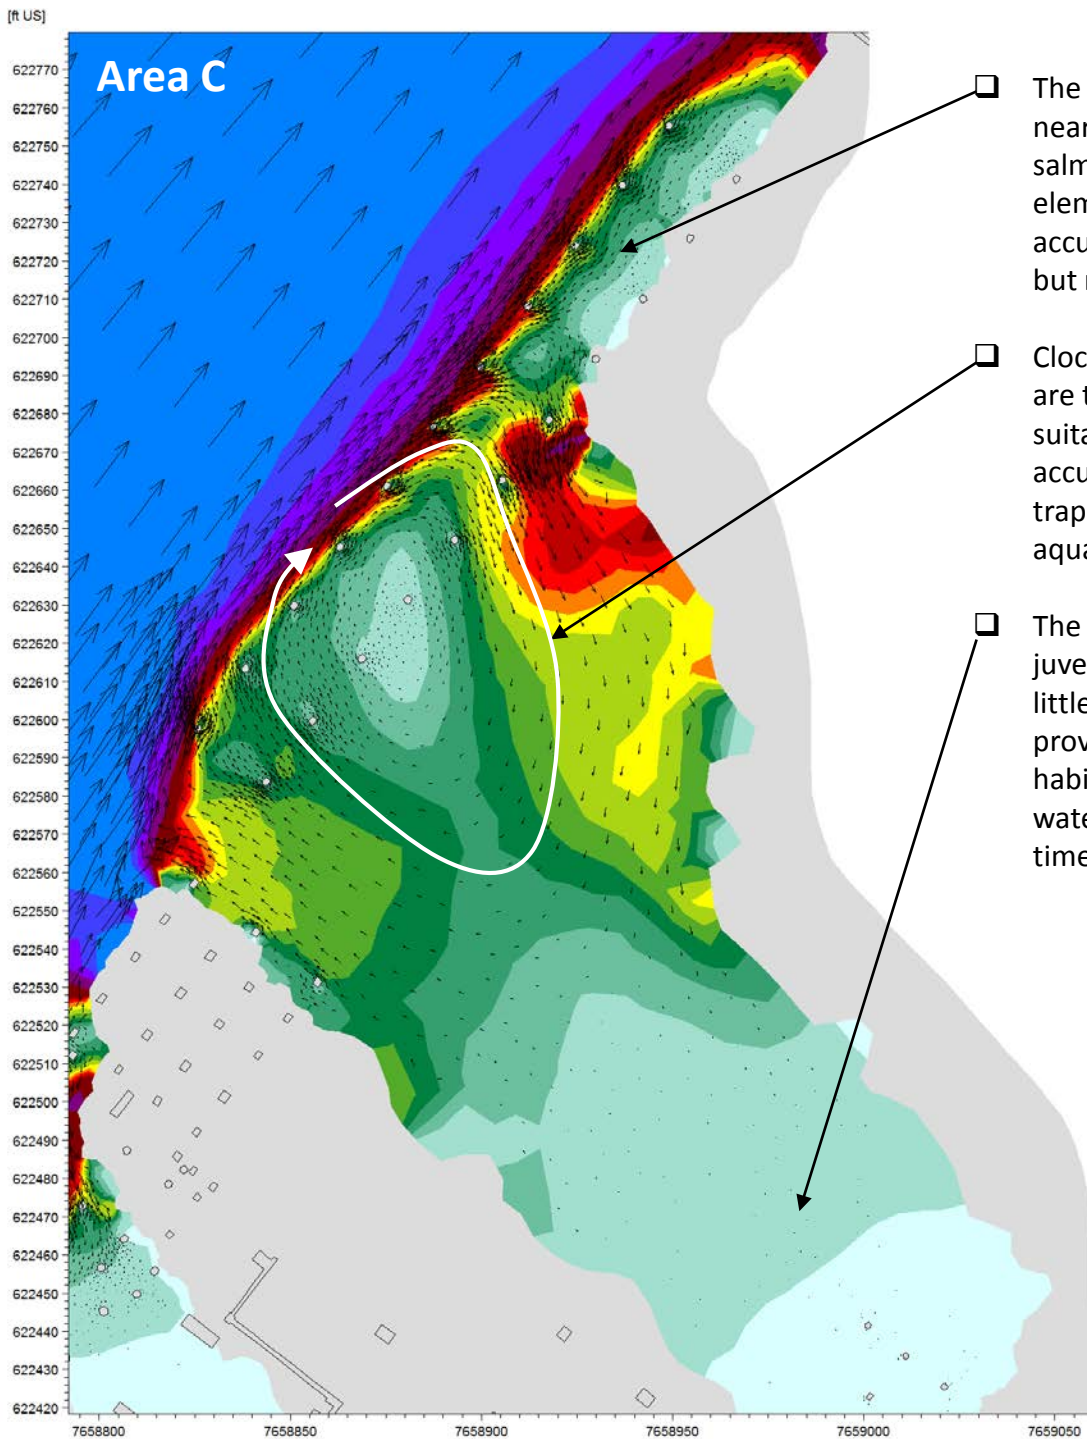 [ft US]
Area C
622770
622760
622750
622740
622730
622720
622710
622700
622690
622680
622670
622660
622650
622640
622630
622620
622610
622600
622590
622580
622570
622560
622550
622540
622530
622520
622510
622500
622490
622480
622470
622460
622450
622440
622430
622420
7658800
7658850
7658900
7658950
7659000
7659050
The
near
salm
elem
accu
but r
Cloc
are t
suita
accu
trap
aqua
The
juve
little
prov
habi
wate
time